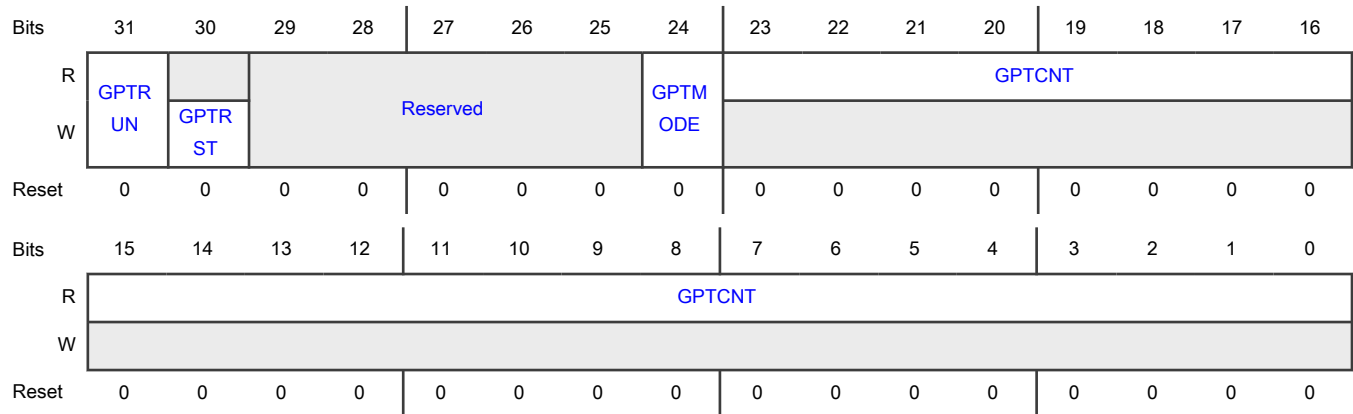 Bits 31 30 29 28 27 26 25 24 23 22 21 20 19 18 17 16
R GPTR UN Reserved GPTM ODE GPTCNT
W GPTR ST
Reset 0 0 0 0 0 0 0 0 0 0 0 0 0 0 0 0
Bits 15 14 13 12 11 10 9 8 7 6 5 4 3 2 1 0
R GPTCNT
W
Reset 0 0 0 0 0 0 0 0 0 0 0 0 0 0 0 0